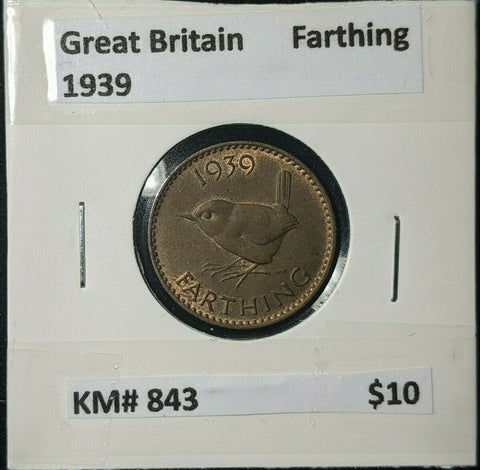 Great Britain Farthing
1939
1939
FARTHING
KM# 843 $10